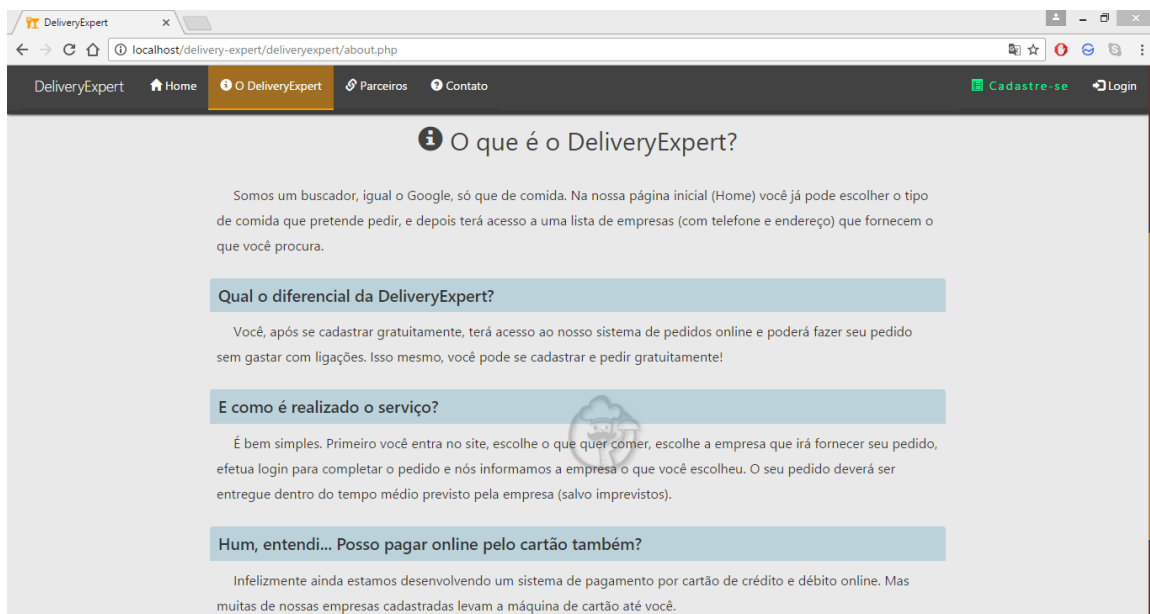 DeliveryExpert
localhost/delivery-expert/deliveryexpert/about.php
DeliveryExpert Home O DeliveryExpert Parceiros Contato Cadastre-se Login
O que é o DeliveryExpert?
Somos um buscador, igual o Google, só que de comida. Na nossa página inicial (Home) você já pode escolher o tipo
de comida que pretende pedir, e depois terá acesso a uma lista de empresas (com telefone e endereço) que fornecem o
que você procura.
Qual o diferencial da DeliveryExpert?
Você, após se cadastrar gratuitamente, terá acesso ao nosso sistema de pedidos online e poderá fazer seu pedido
sem gastar com ligações. Isso mesmo, você pode se cadastrar e pedir gratuitamente!
E como é realizado o serviço?
É bem simples. Primeiro você entra no site, escolhe o que quer comer, escolhe a empresa que irá fornecer seu pedido,
efetua login para completar o pedido e nós informamos a empresa o que você escolheu. O seu pedido deverá ser
entregue dentro do tempo médio previsto pela empresa (salvo imprevistos).
Hum, entendi... Posso pagar online pelo cartão também?
Infelizmente ainda estamos desenvolvendo um sistema de pagamento por cartão de crédito e débito online. Mas
muitas de nossas empresas cadastradas levam a máquina de cartão até você.